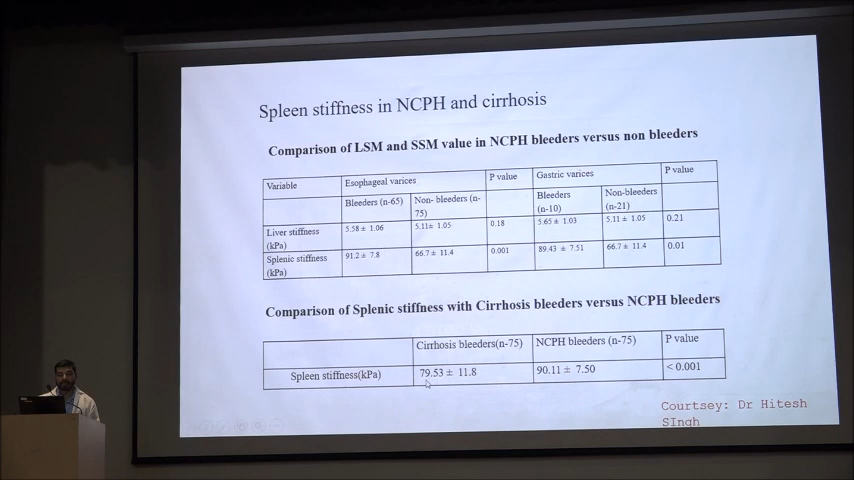 Spleen stiffness in NCPH and cirrhosis
Comparison of LSM and SSM value in NCPH bleeders versus non bleeders
Variable Esophageal varices P value Gastric varices P value
Bleeders (n-65) Non- bleeders (n-75) Bleeders (n-10) Non-bleeders (n-21)
Liver stiffness (kPa) 5.58 ± 1.06 5.11± 1.05 0.18 5.65 ± 1.03 5.11 ± 1.05 0.21
Splenic stiffness (kPa) 91.2 ± 7.8 66.7 ± 11.4 0.001 89.43 ± 7.51 66.7 ± 11.4 0.01
Comparison of Splenic stiffness with Cirrhosis bleeders versus NCPH bleeders
Cirrhosis bleeders(n-75) NCPH bleeders (n-75) P value
Spleen stiffness(kPa) 79.53 ± 11.8 90.11 ± 7.50 < 0.001
Courtsey: Dr Hitesh
SIngh